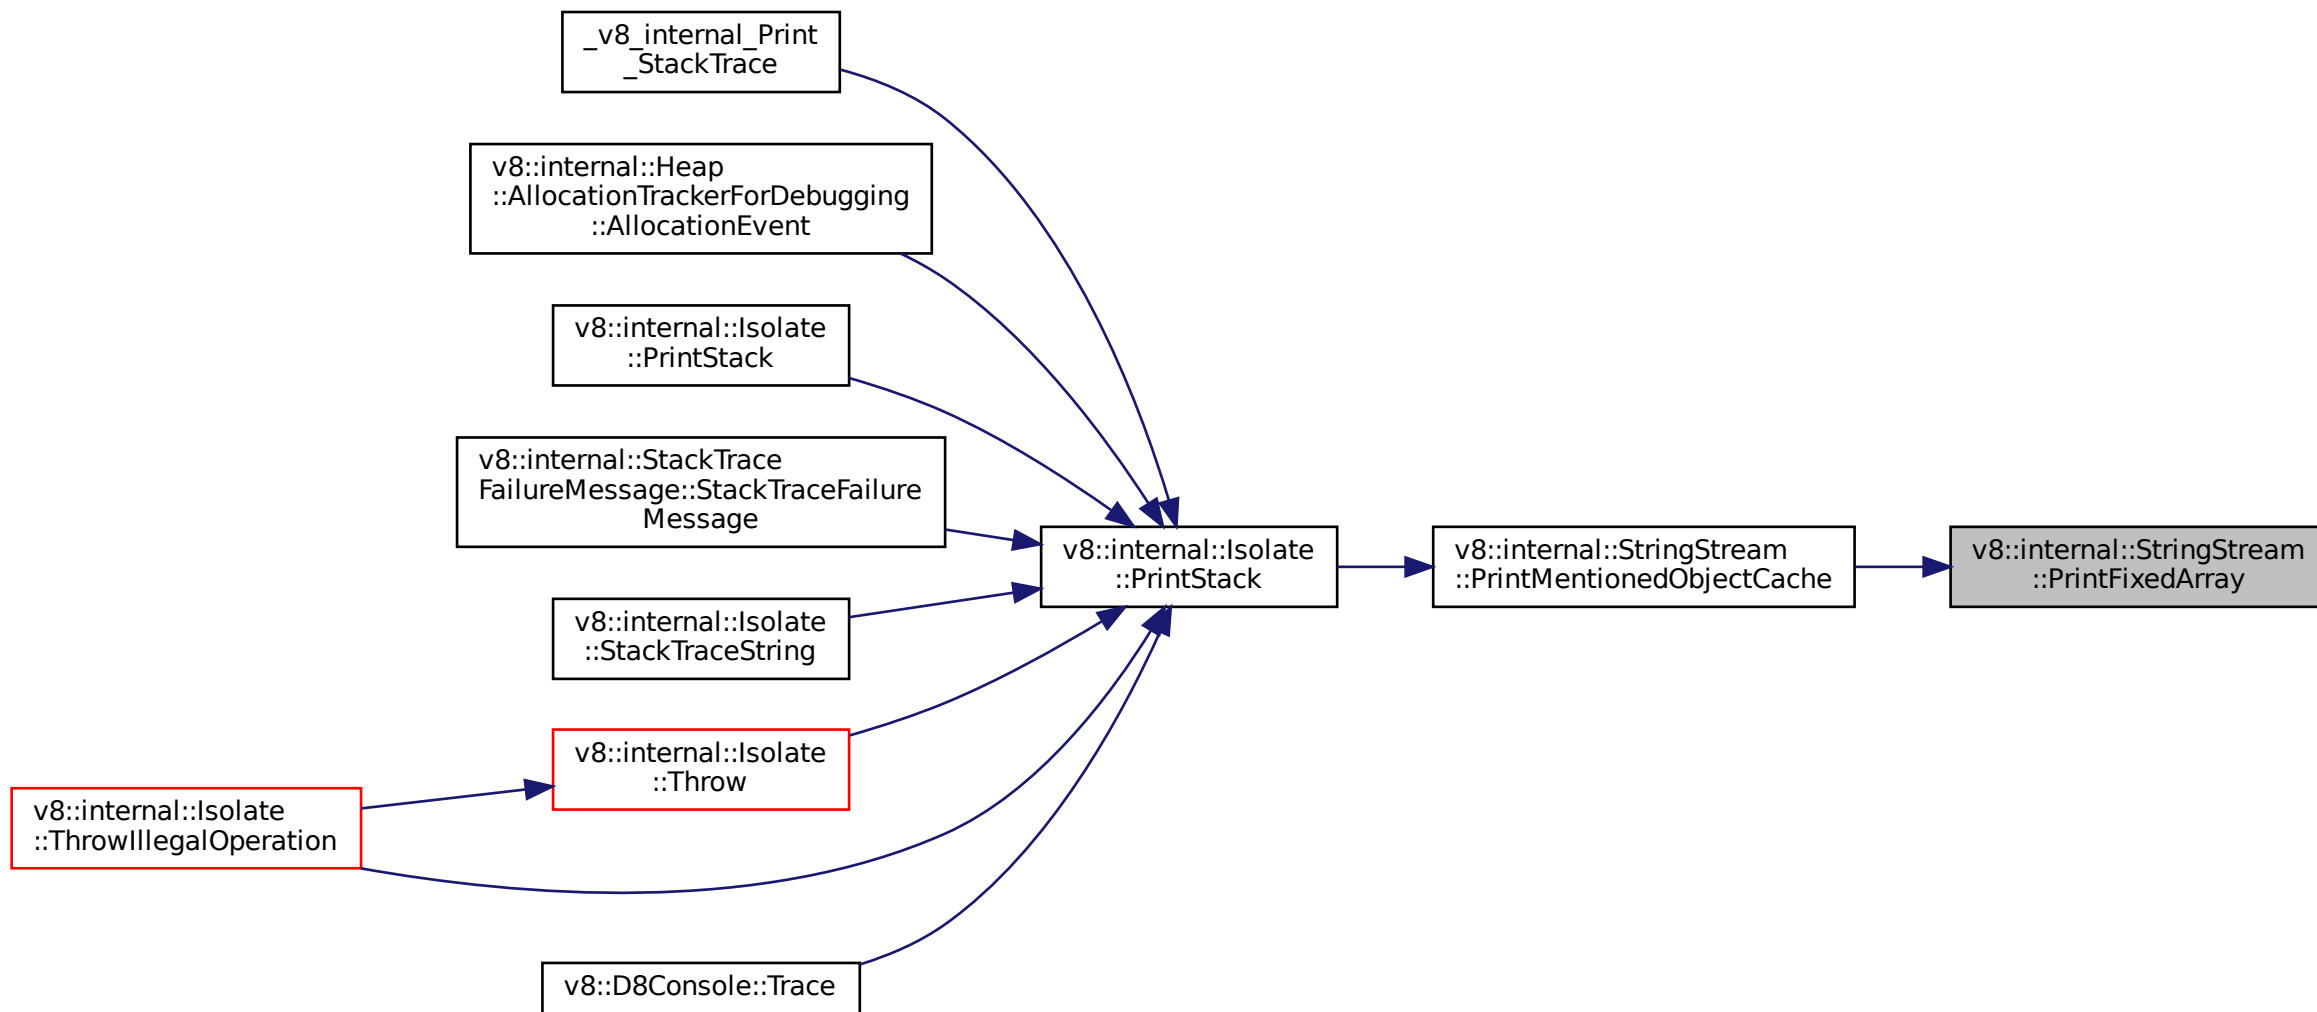 _v8_internal_Print
_StackTrace
v8::internal::Heap
::AllocationTrackerForDebugging
::AllocationEvent
v8::internal::Isolate
::PrintStack
v8::internal::StackTrace
FailureMessage::StackTraceFailure
Message
v8::internal::Isolate
::StackTraceString
v8::internal::Isolate
::Throw
v8::internal::Isolate
::ThrowIllegalOperation
v8::D8Console::Trace
v8::internal::Isolate
::PrintStack
v8::internal::StringStream
::PrintMentionedObjectCache
v8::internal::StringStream
::PrintFixedArray